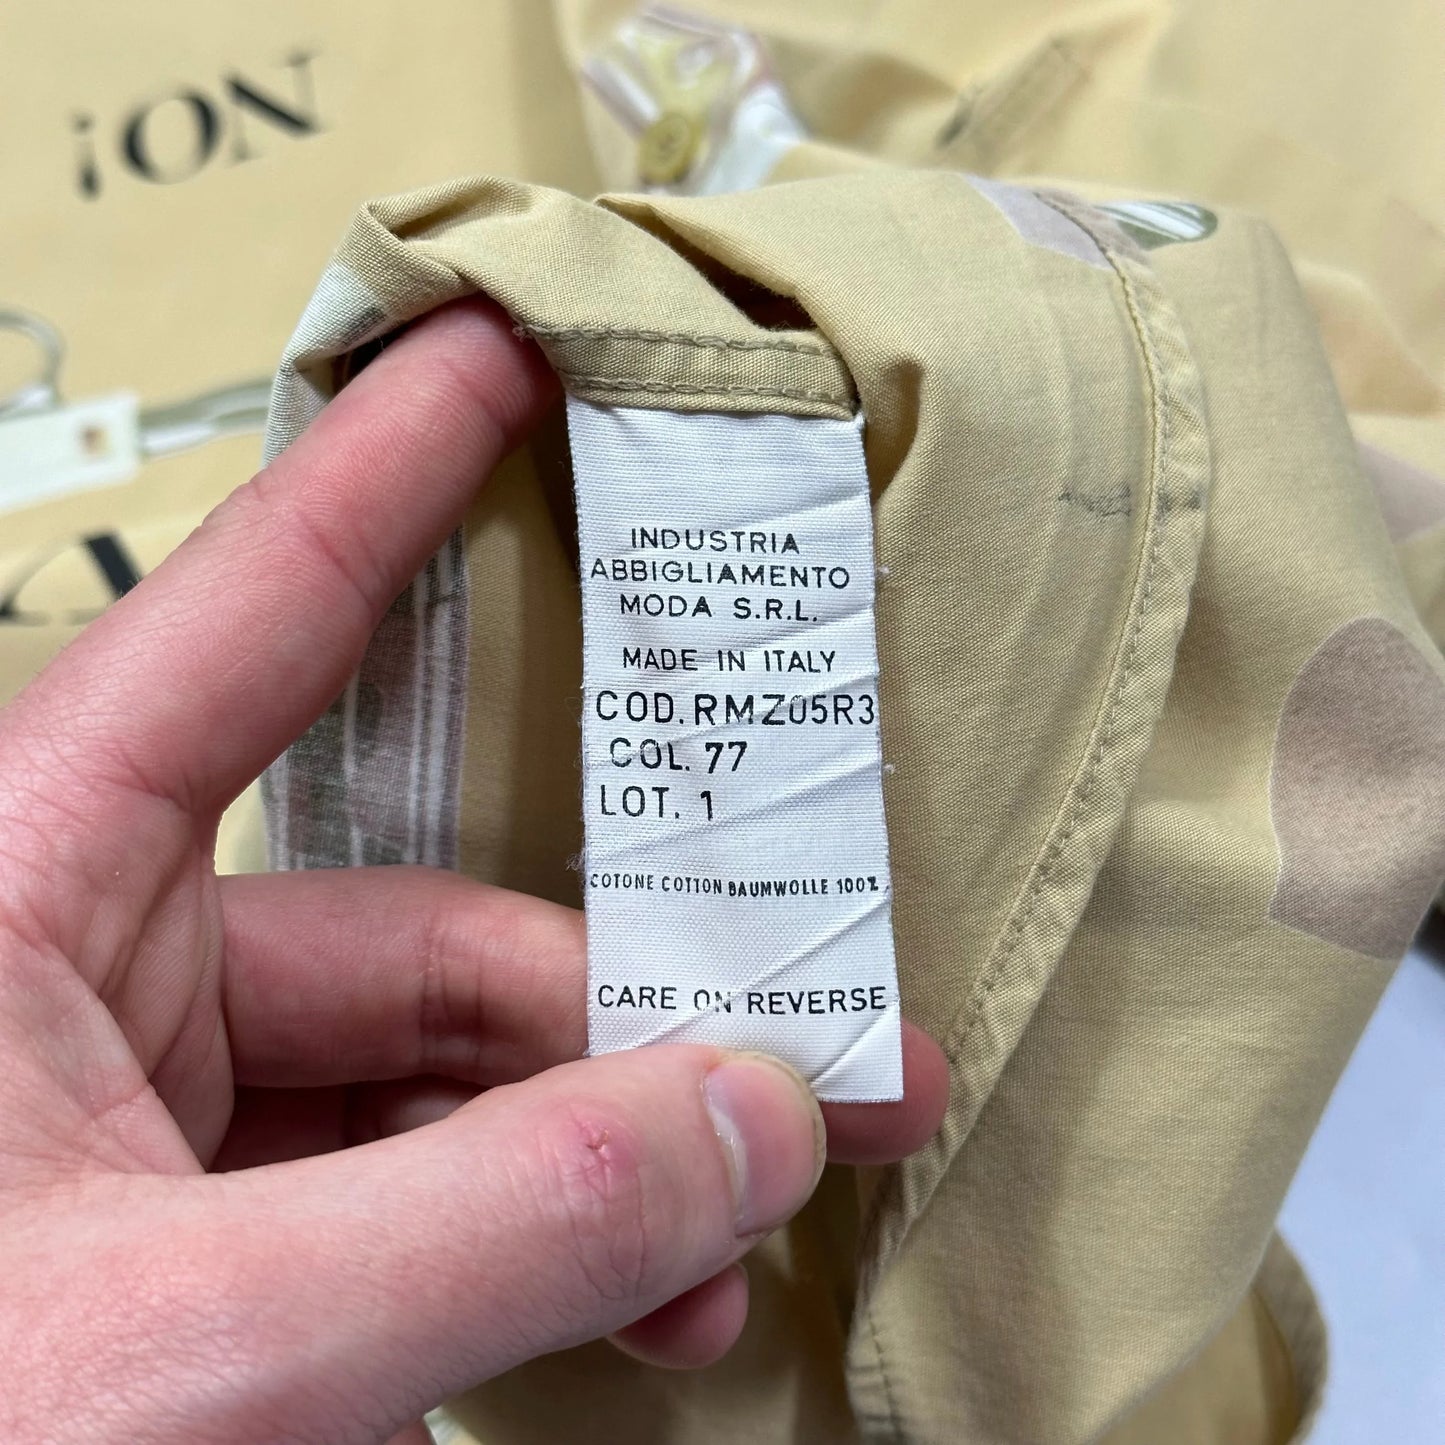 ¡ON
INDUSTRIA
ABBIGLIAMENTO
MODA S.R.L.
MADE IN ITALY
COD. RMZ05R3
COL. 77
LOT. 1
COTONE COTTON BAUMWOLLE 100%
CARE ON REVERSE